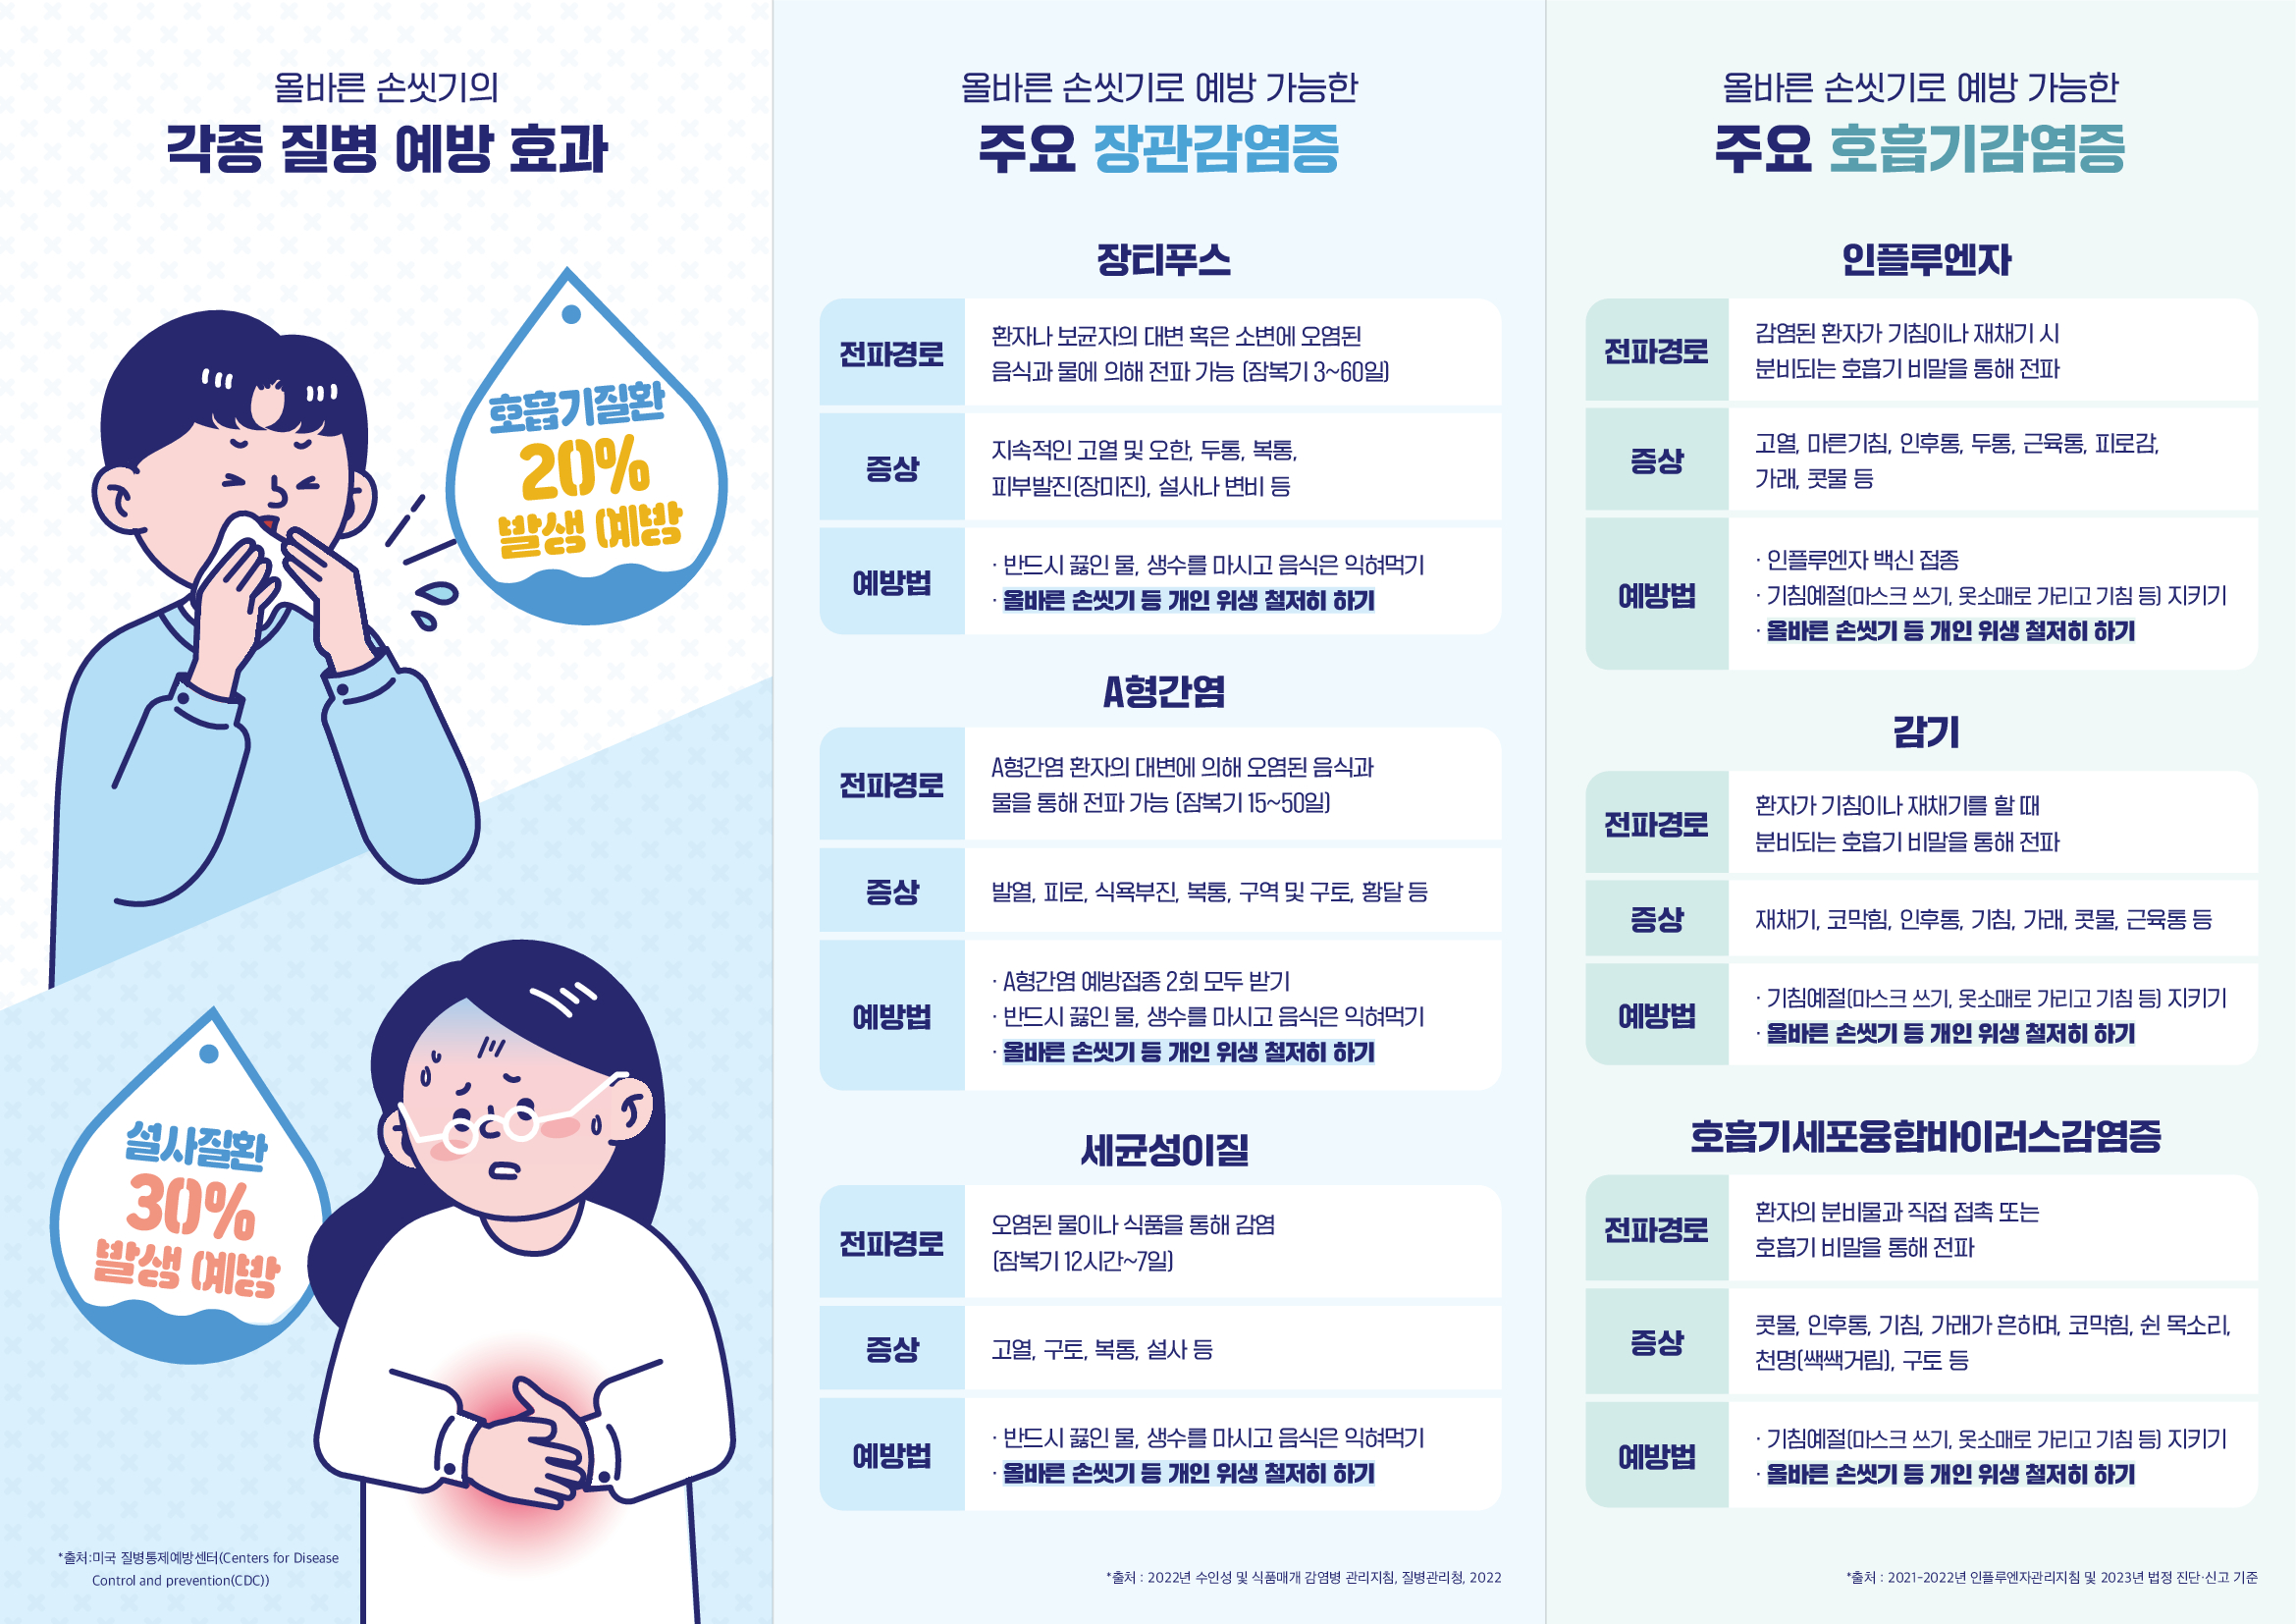 올바른 손씻기의
각종 질병 예방 효과
호흡기질환
20%
발생 예방
설사질환
30%
발생 예방
*출처:미국 질병통제예방센터(Centers for Disease
Control and prevention(CDC))
올바른 손씻기로 예방 가능한
주요 장관감염증
장티푸스
전파경로
환자나 보균자의 대변 혹은 소변에 오염된
음식과 물에 의해 전파 가능 (잠복기 3~60일)
증상
지속적인 고열 및 오한, 두통, 복통,
피부발진(장미진), 설사나 변비 등
예방법
· 반드시 끓인 물, 생수를 마시고 음식은 익혀먹기
· 올바른 손씻기 등 개인 위생 철저히 하기
A형간염
전파경로
A형간염 환자의 대변에 의해 오염된 음식과
물을 통해 전파 가능 (잠복기 15~50일)
증상
발열, 피로, 식욕부진, 복통, 구역 및 구토, 황달 등
예방법
· A형간염 예방접종 2회 모두 받기
· 반드시 끓인 물, 생수를 마시고 음식은 익혀먹기
· 올바른 손씻기 등 개인 위생 철저히 하기
세균성이질
전파경로
오염된 물이나 식품을 통해 감염
(잠복기 12시간~7일)
증상
고열, 구토, 복통, 설사 등
예방법
· 반드시 끓인 물, 생수를 마시고 음식은 익혀먹기
· 올바른 손씻기 등 개인 위생 철저히 하기
*출처 : 2022년 수인성 및 식품매개 감염병 관리지침, 질병관리청, 2022
올바른 손씻기로 예방 가능한
주요 호흡기감염증
인플루엔자
전파경로
감염된 환자가 기침이나 재채기 시
분비되는 호흡기 비말을 통해 전파
증상
고열, 마른기침, 인후통, 두통, 근육통, 피로감,
가래, 콧물 등
예방법
· 인플루엔자 백신 접종
· 기침예절(마스크 쓰기, 옷소매로 가리고 기침 등) 지키기
· 올바른 손씻기 등 개인 위생 철저히 하기
감기
전파경로
환자가 기침이나 재채기를 할 때
분비되는 호흡기 비말을 통해 전파
증상
재채기, 코막힘, 인후통, 기침, 가래, 콧물, 근육통 등
예방법
· 기침예절(마스크 쓰기, 옷소매로 가리고 기침 등) 지키기
· 올바른 손씻기 등 개인 위생 철저히 하기
호흡기세포융합바이러스감염증
전파경로
환자의 분비물과 직접 접촉 또는
호흡기 비말을 통해 전파
증상
콧물, 인후통, 기침, 가래가 흔하며, 코막힘, 쉰 목소리,
천명(쌕쌕거림), 구토 등
예방법
· 기침예절(마스크 쓰기, 옷소매로 가리고 기침 등) 지키기
· 올바른 손씻기 등 개인 위생 철저히 하기
*출처 : 2021-2022년 인플루엔자관리지침 및 2023년 법정 진단·신고 기준